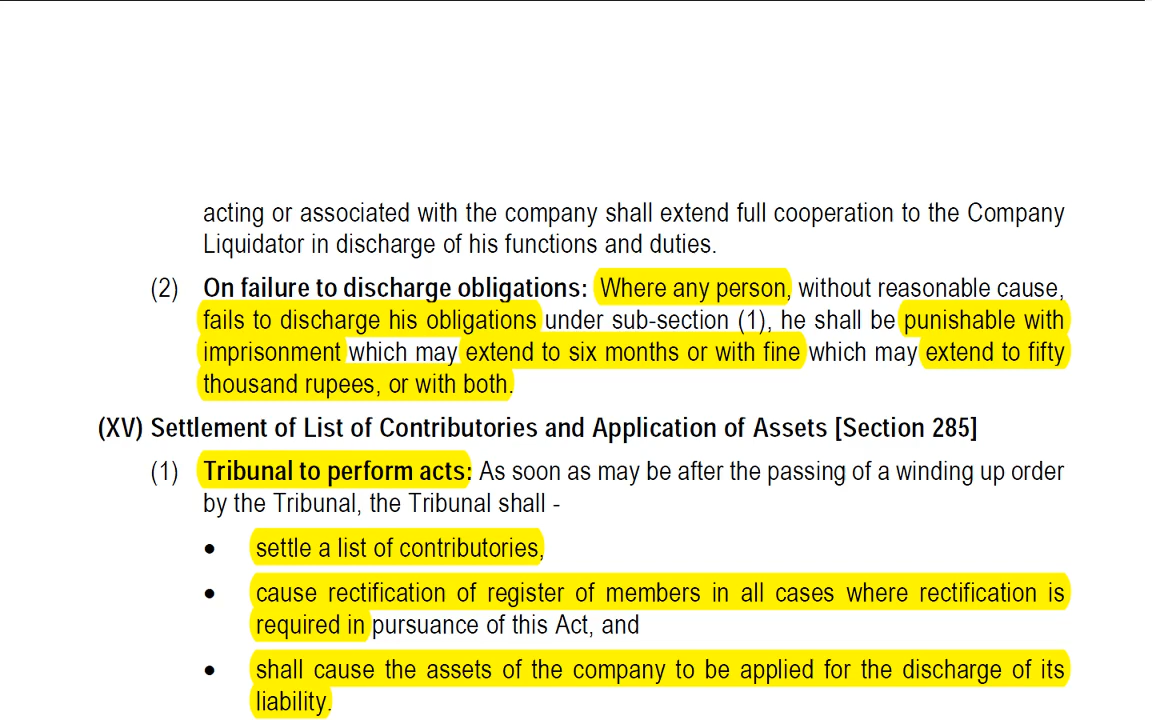 acting or associated with the company shall extend full cooperation to the Company
Liquidator in discharge of his functions and duties.
(2) On failure to discharge obligations: Where any person, without reasonable cause,
fails to discharge his obligations under sub-section (1), he shall be punishable with
imprisonment which may extend to six months or with fine which may extend to fifty
thousand rupees, or with both.
(XV) Settlement of List of Contributories and Application of Assets [Section 285]
(1) Tribunal to perform acts: As soon as may be after the passing of a winding up order
by the Tribunal, the Tribunal shall -
• settle a list of contributories,
• cause rectification of register of members in all cases where rectification is
required in pursuance of this Act, and
• shall cause the assets of the company to be applied for the discharge of its
liability.